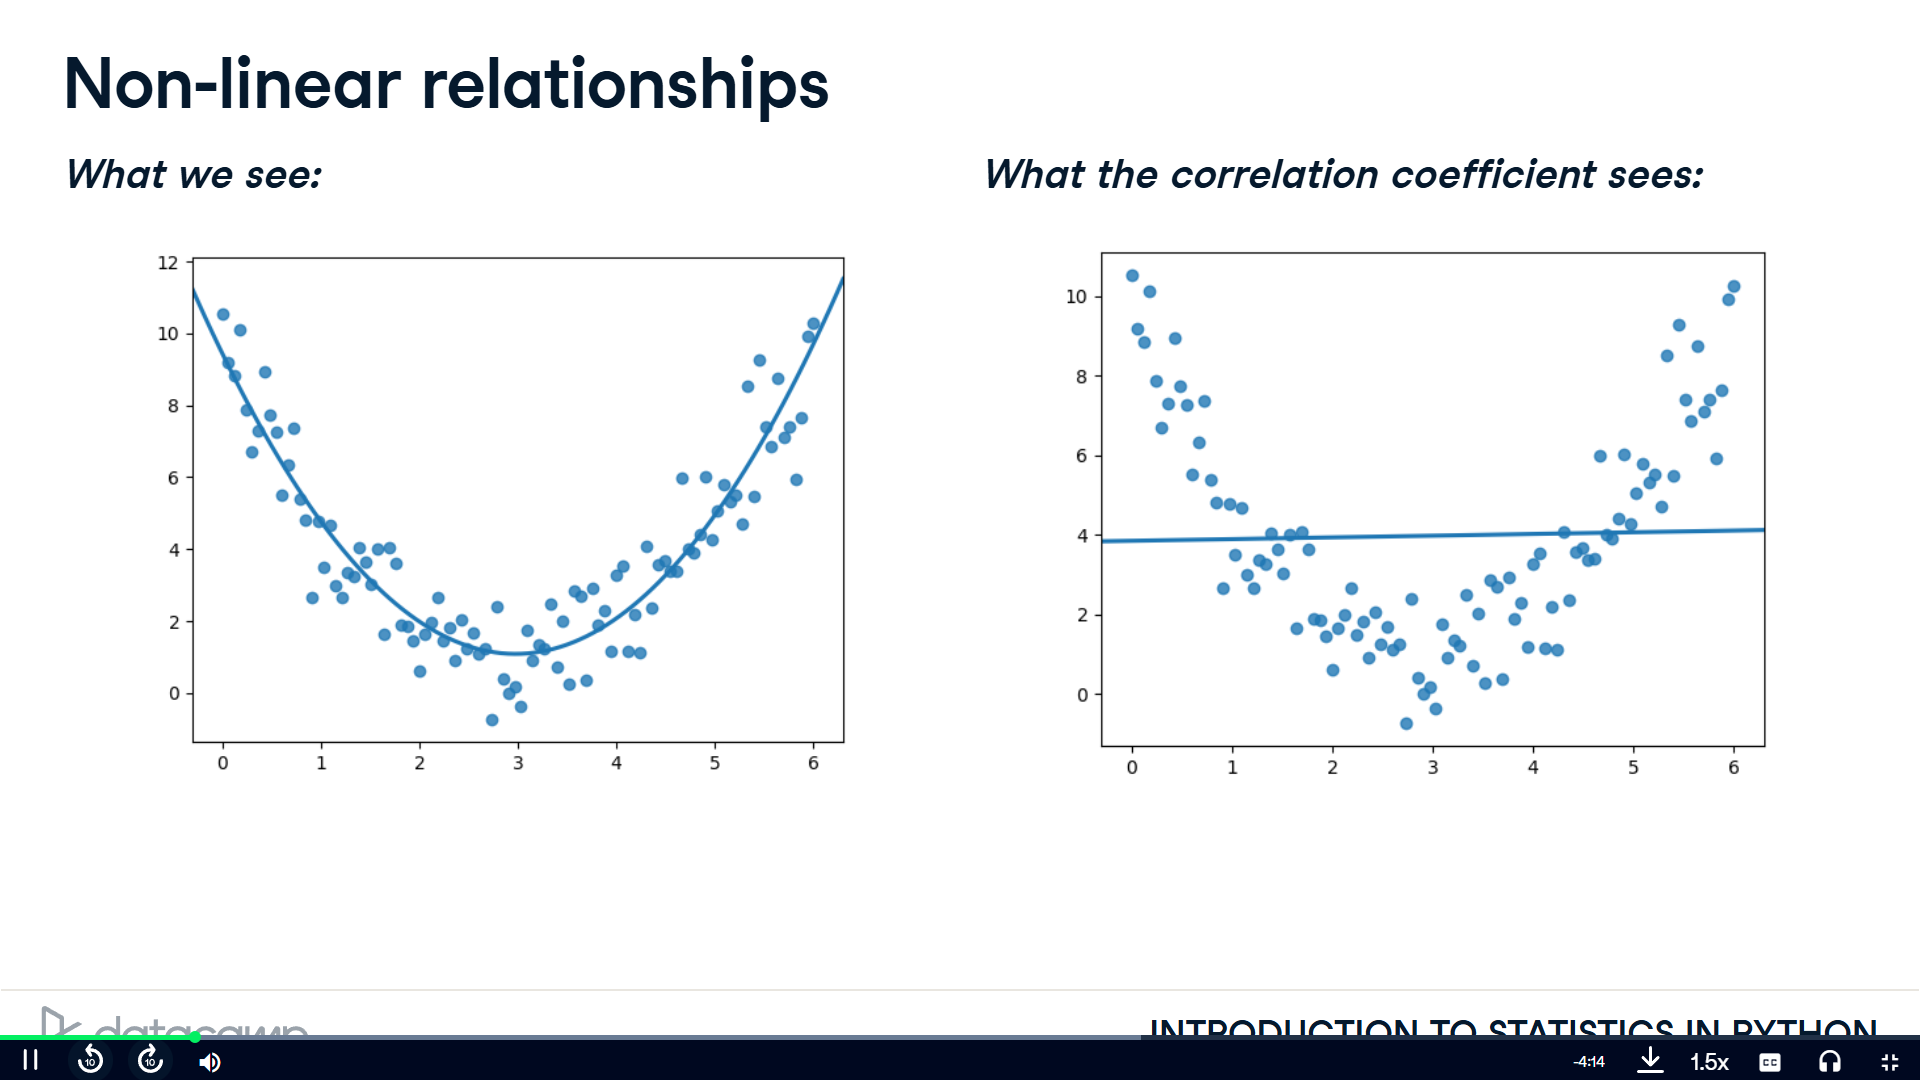 Non-linear relationships
What we see:
What the correlation coefficient sees:
12
10
8
6
4
2
0
0 1 2 3 4 5 6
10
8
6
4
2
0
0 1 2 3 4 5 6
datacamp
INTRODUCTION TO STATISTICS IN PYTHON
10
10
-4:14
1.5x
CC